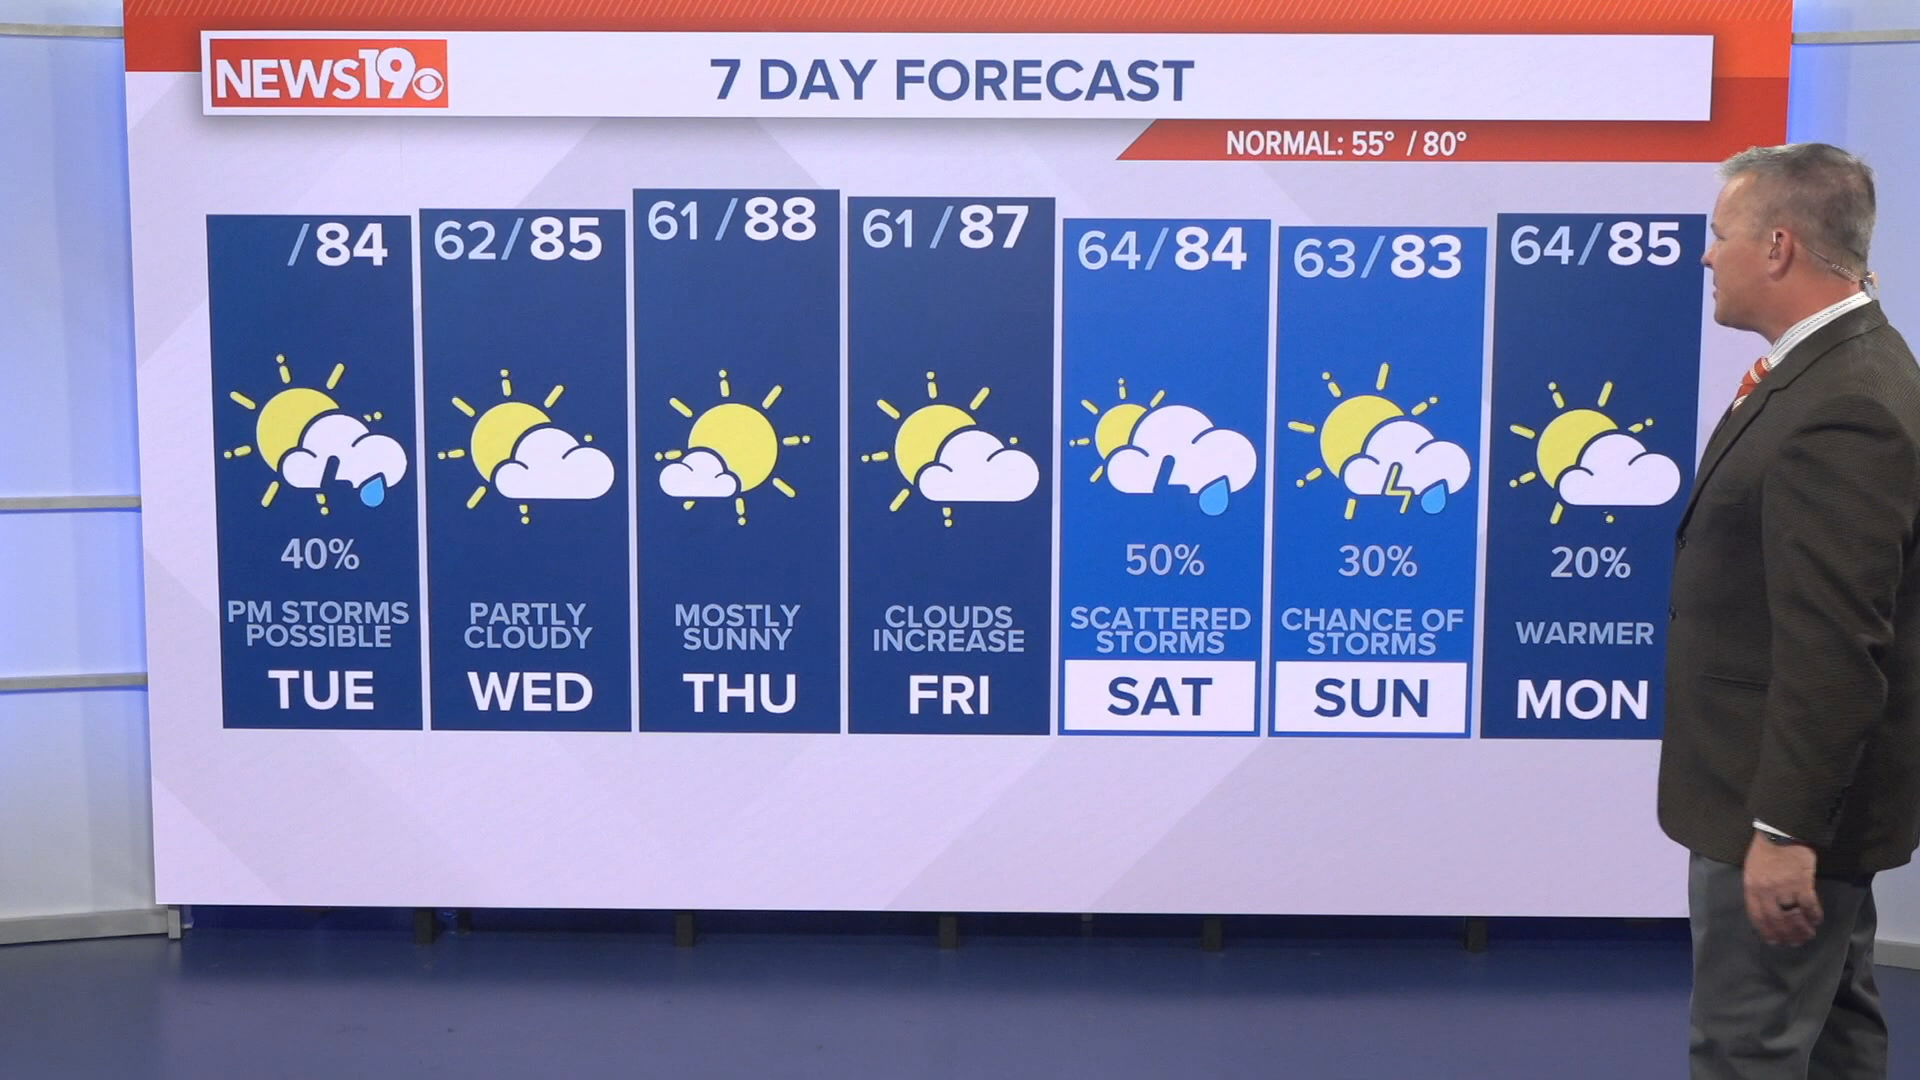 NEWS19
7 DAY FORECAST
NORMAL: 55° / 80°
/84
62/85
61/88
61/87
64/84
63/83
64/85
40%
50%
30%
20%
PM STORMS
POSSIBLE
PARTLY
CLOUDY
MOSTLY
SUNNY
CLOUDS
INCREASE
SCATTERED
STORMS
CHANCE OF
STORMS
WARMER
TUE
WED
THU
FRI
SAT
SUN
MON